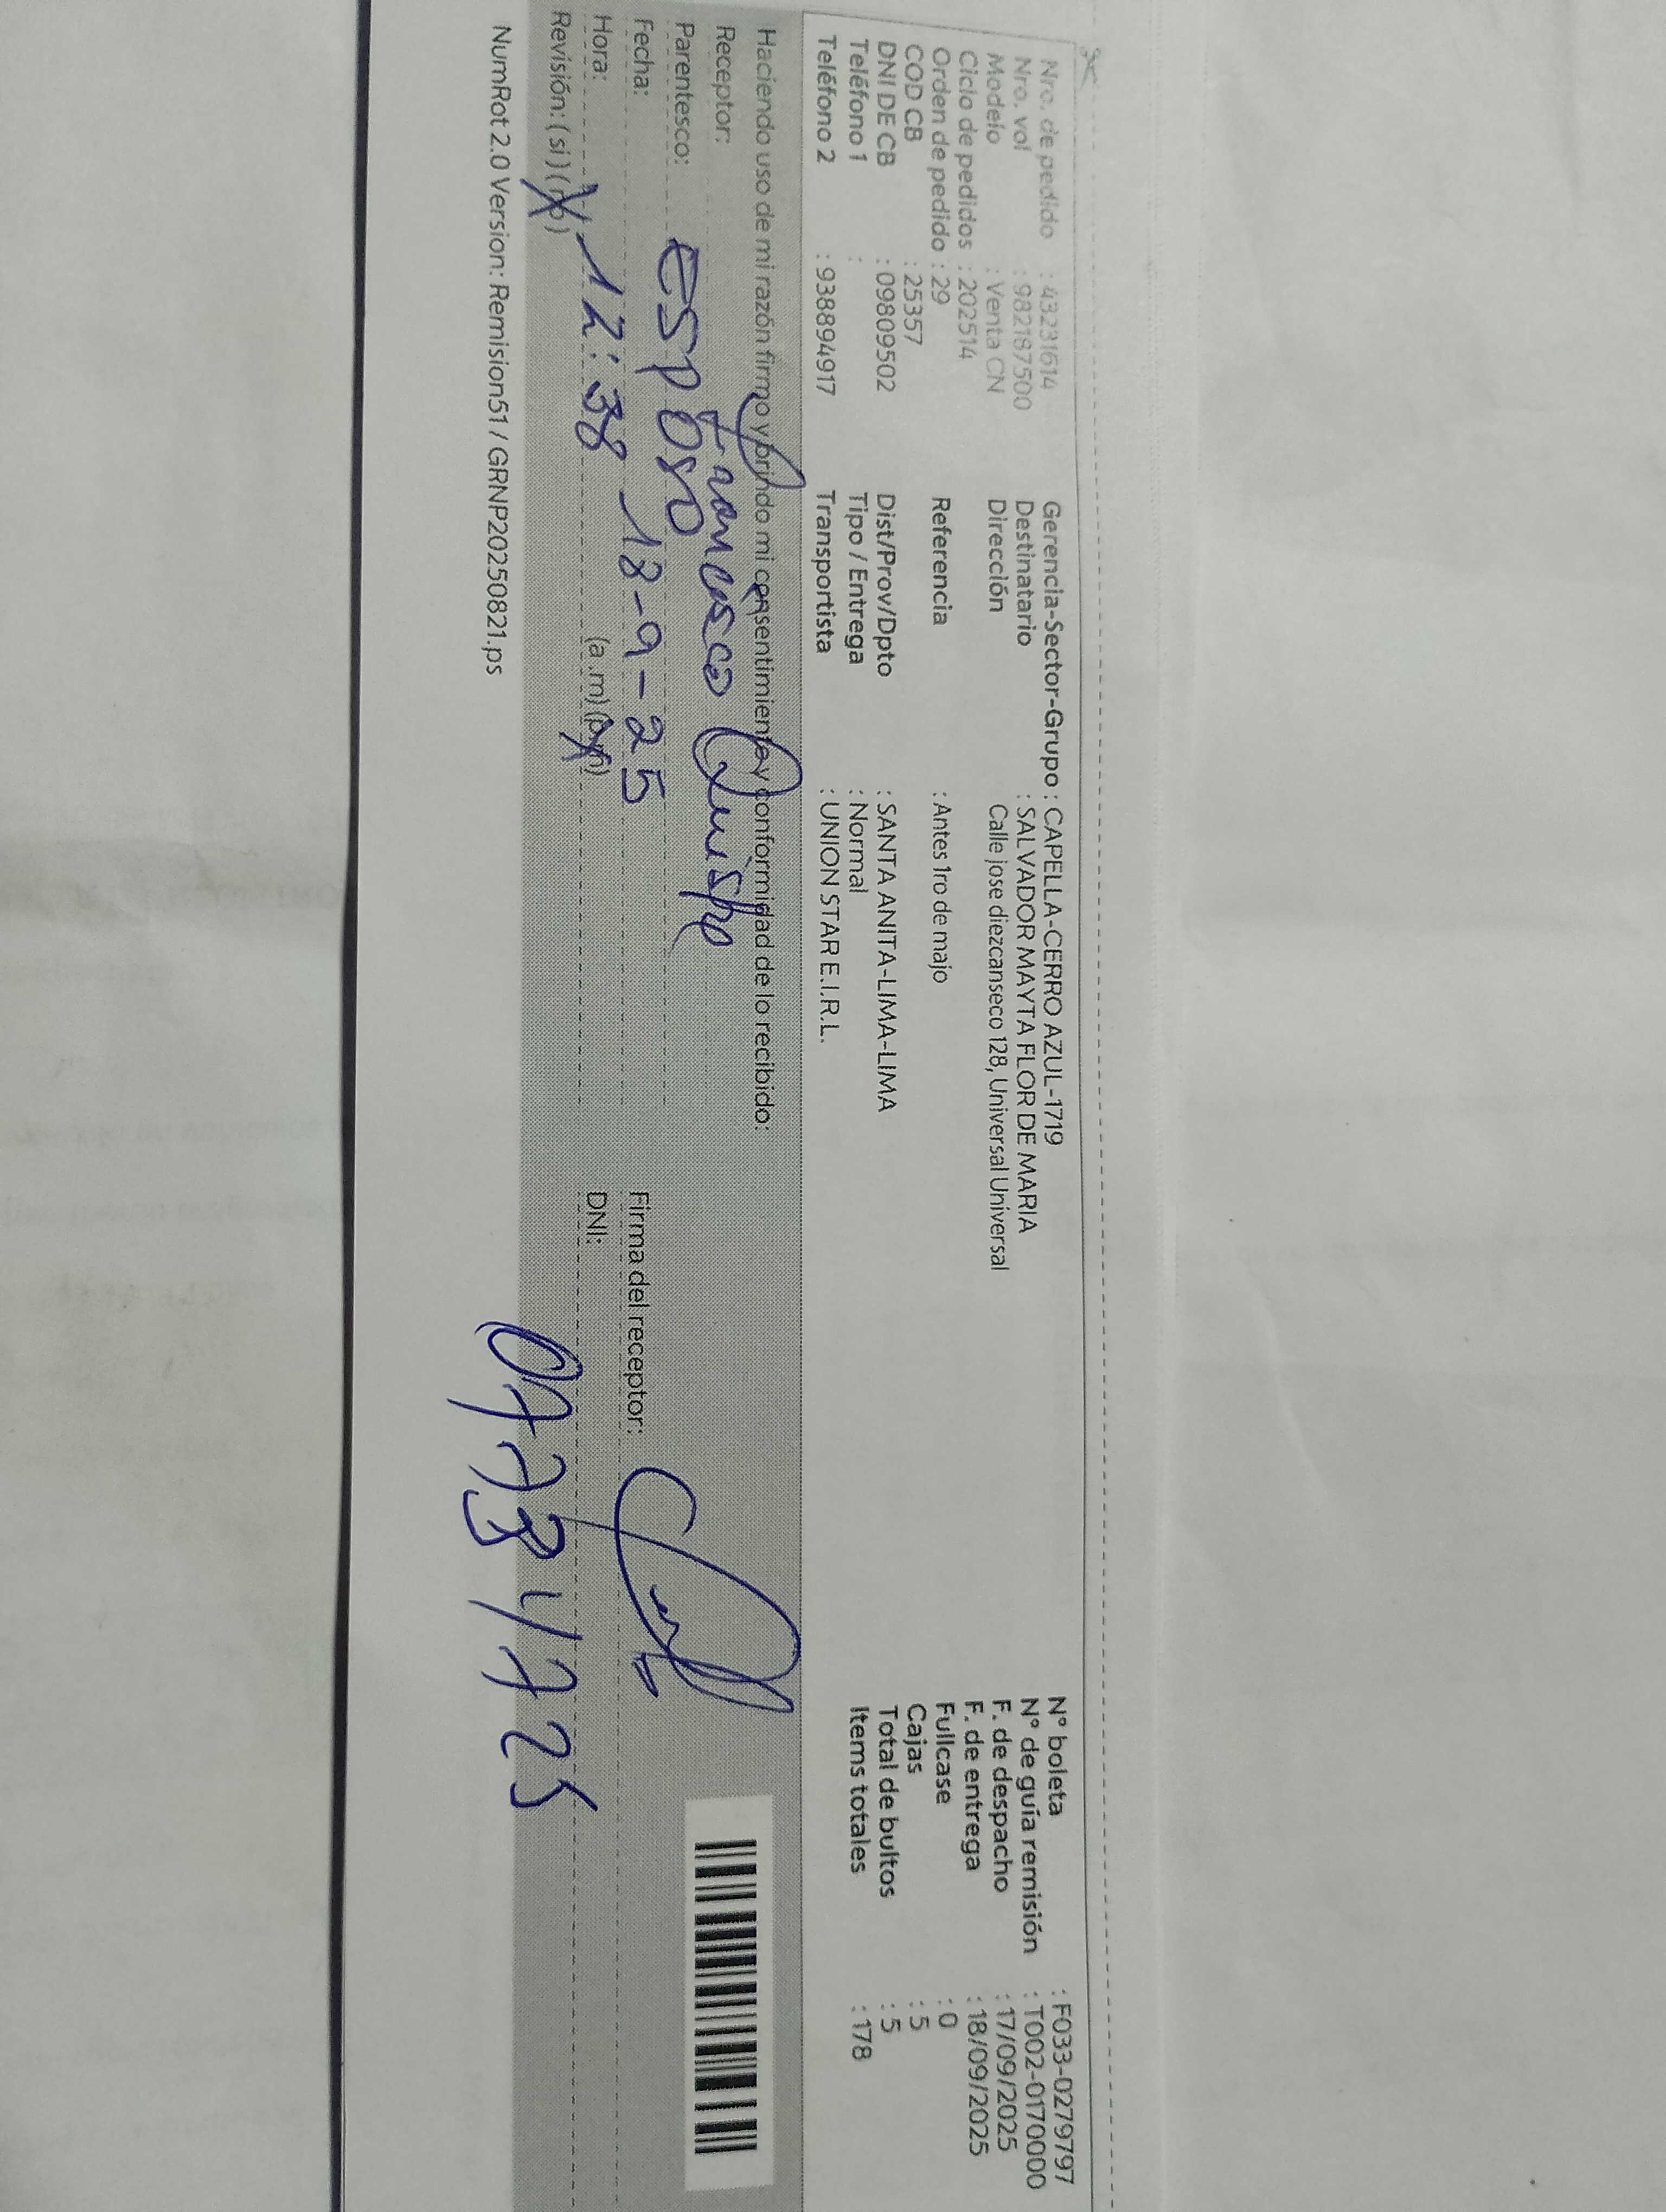 Nro. de pedido : 43231614
Nro. vol : 982187500
Modelo : Venta CN
Ciclo de pedidos : 202514
Orden de pedido : 29
COD CB : 25357
DNI DE CB : 09809502
Teléfono 1 :
Teléfono 2 : 938894917
Gerencia-Sector-Grupo : CAPELLA-CERRO AZUL-1719
Destinatario : SALVADOR MAYTA FLOR DE MARIA
Dirección Calle jose diezcanseco 128, Universal Universal
Referencia : Antes 1ro de majo
Dist/Prov/Dpto : SANTA ANITA-LIMA-LIMA
Tipo / Entrega : Normal
Transportista : UNION STAR E.I.R.L.
N° boleta : F033-0279797
N° de guía remisión : T002-0170000
F. de despacho : 17/09/2025
F. de entrega : 18/09/2025
Fullcase : 0
Cajas : 5
Total de bultos : 5
Items totales : 178
Haciendo uso de mi razón firmo y brindo mi consentimiento y conformidad de lo recibido:
Receptor: Francisco Quispe
Parentesco: Esposo
Fecha: 18-9-25
Hora: 12:38 (a.m) (p.m)
Revisión: (si) (no)
Firma del receptor:
DNI: 07734725
NumRot 2.0 Version: Remision51 / GRNP20250821.ps